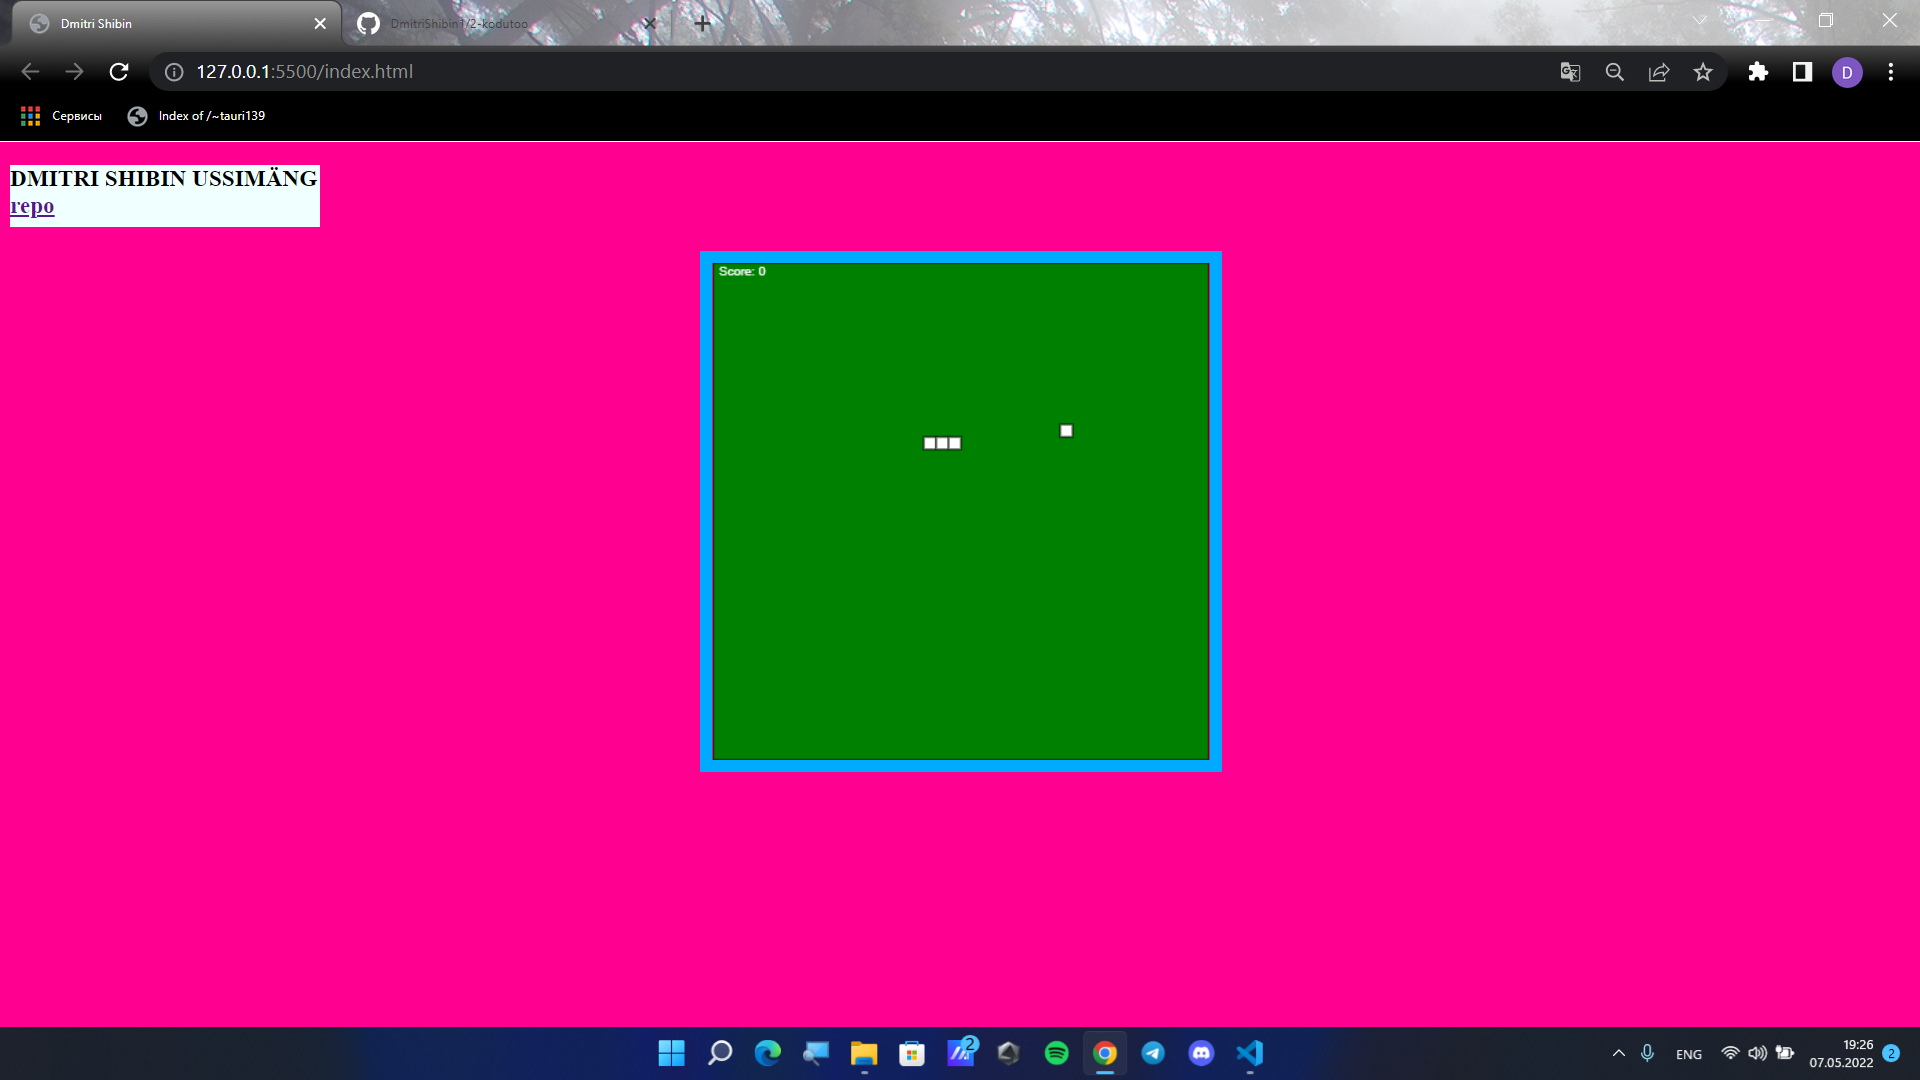 Dmitri Shibin
DmitriShibin1/2-kodutoo
127.0.0.1:5500/index.html
D
Сервисы
Index of /~tauri139
DMITRI SHIBIN USSIMÄNG
repo
Score: 0
2
ENG
19:26
07.05.2022
2